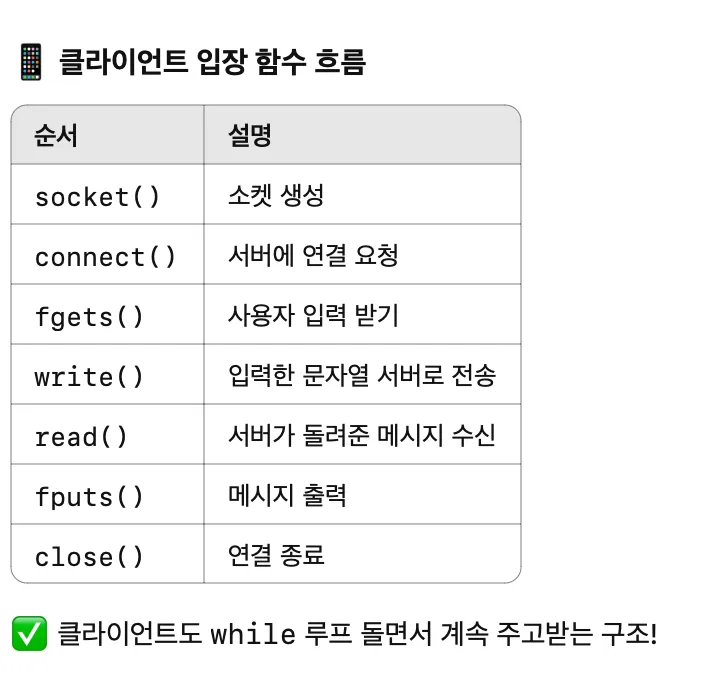 📱 클라이언트 입장 함수 흐름
순서 설명
socket() 소켓 생성
connect() 서버에 연결 요청
fgets() 사용자 입력 받기
write() 입력한 문자열 서버로 전송
read() 서버가 돌려준 메시지 수신
fputs() 메시지 출력
close() 연결 종료
✅ 클라이언트도 while 루프 돌면서 계속 주고받는 구조!